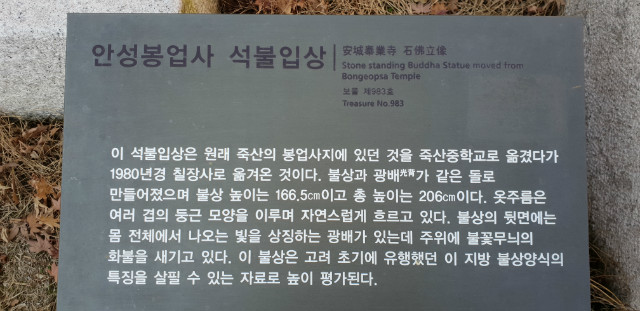 안성봉업사 석불입상
安城奉業寺 石佛立像
Stone standing Buddha Statue moved from
Bongeopsa Temple
보물 제983호
Treasure No.983
이 석불입상은 원래 죽산의 봉업사지에 있던 것을 죽산중학교로 옮겼다가
1980년경 칠장사로 옮겨온 것이다. 불상과 광배光背가 같은 돌로
만들어졌으며 불상 높이는 166.5cm이고 총 높이는 206cm이다. 옷주름은
여러 겹의 둥근 모양을 이루며 자연스럽게 흐르고 있다. 불상의 뒷면에는
몸 전체에서 나오는 빛을 상징하는 광배가 있는데 주위에 불꽃무늬의
화불을 새기고 있다. 이 불상은 고려 초기에 유행했던 이 지방 불상양식의
특징을 살필 수 있는 자료로 높이 평가된다.